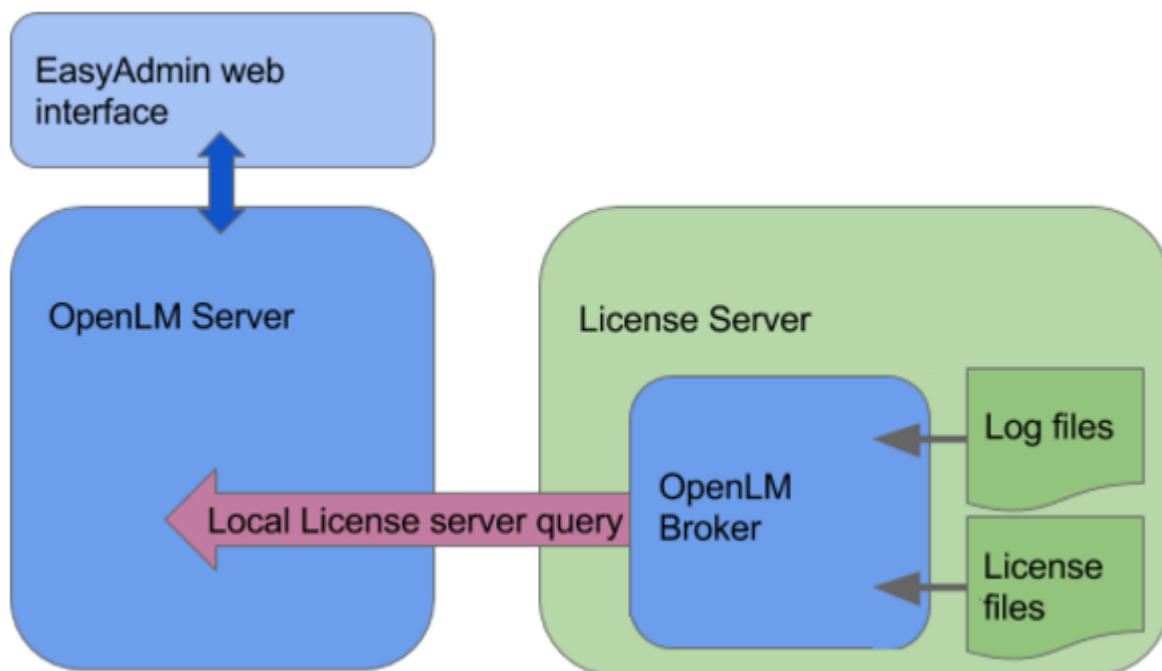 EasyAdmin web
interface
OpenLM Server
License Server
Log files
OpenLM
Broker
Local License server query
License
files